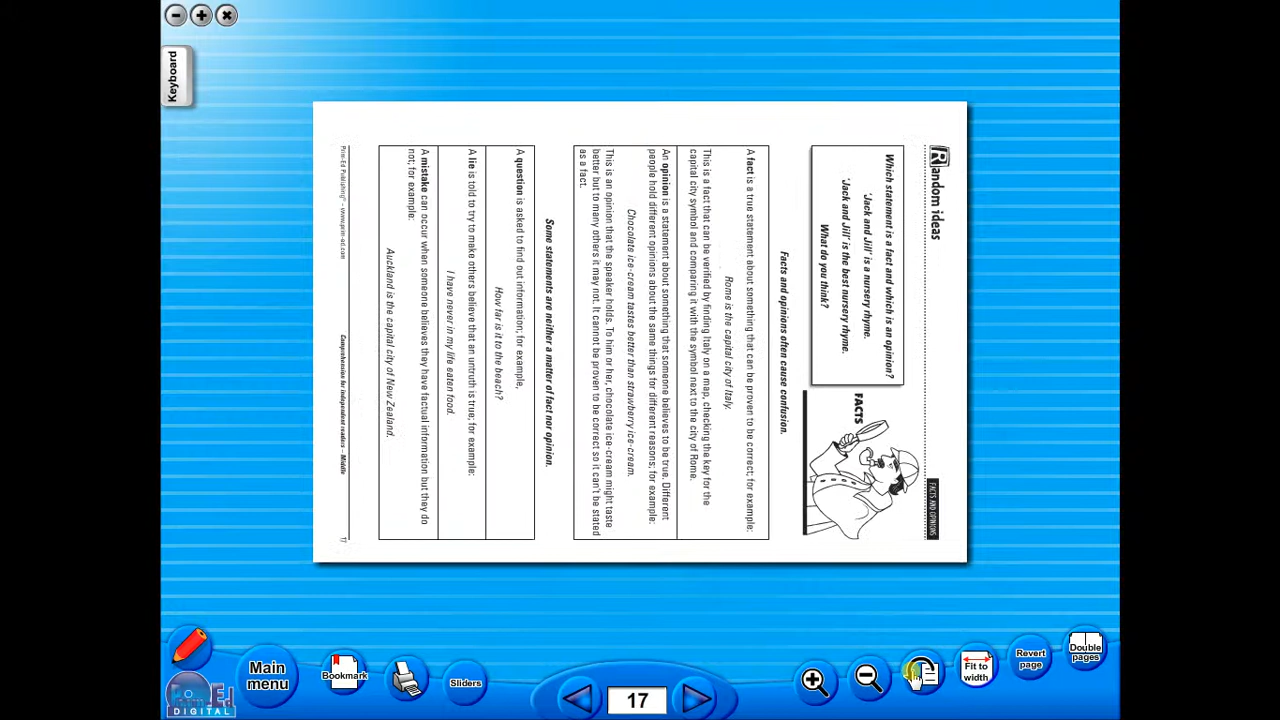 Keyboard
Random ideas
FACTS AND OPINIONS
Which statement is a fact and which is an opinion?
'Jack and Jill' is a nursery rhyme.
'Jack and Jill' is the best nursery rhyme.
What do you think?
FACTS
Facts and opinions often cause confusion.
A fact is a true statement about something that can be proven to be correct; for example:
Rome is the capital city of Italy.
This is a fact that can be verified by finding Italy on a map, checking the key for the
capital city symbol and comparing it with the symbol next to the city of Rome.
An opinion is a statement about something that someone believes to be true. Different
people hold different opinions about the same things for different reasons; for example:
Chocolate ice-cream tastes better than strawberry ice-cream.
This is an opinion that the speaker holds. To him or her, chocolate ice-cream might taste
better but to many others it may not. It cannot be proven to be correct so it can't be stated
as a fact.
Some statements are neither a matter of fact nor opinion.
A question is asked to find out information; for example,
How far is it to the beach?
A lie is told to try to make others believe that an untruth is true; for example:
I have never in my life eaten food.
A mistake can occur when someone believes they have factual information but they do
not; for example:
Auckland is the capital city of New Zealand.
Prim-Ed Publishing® – www.prim-ed.com
Comprehension for independent readers – Middle
17
Main
menu
Bookmark
Sliders
17
Fit to
width
Revert
page
Double
pages
Prim-Ed
DIGITAL